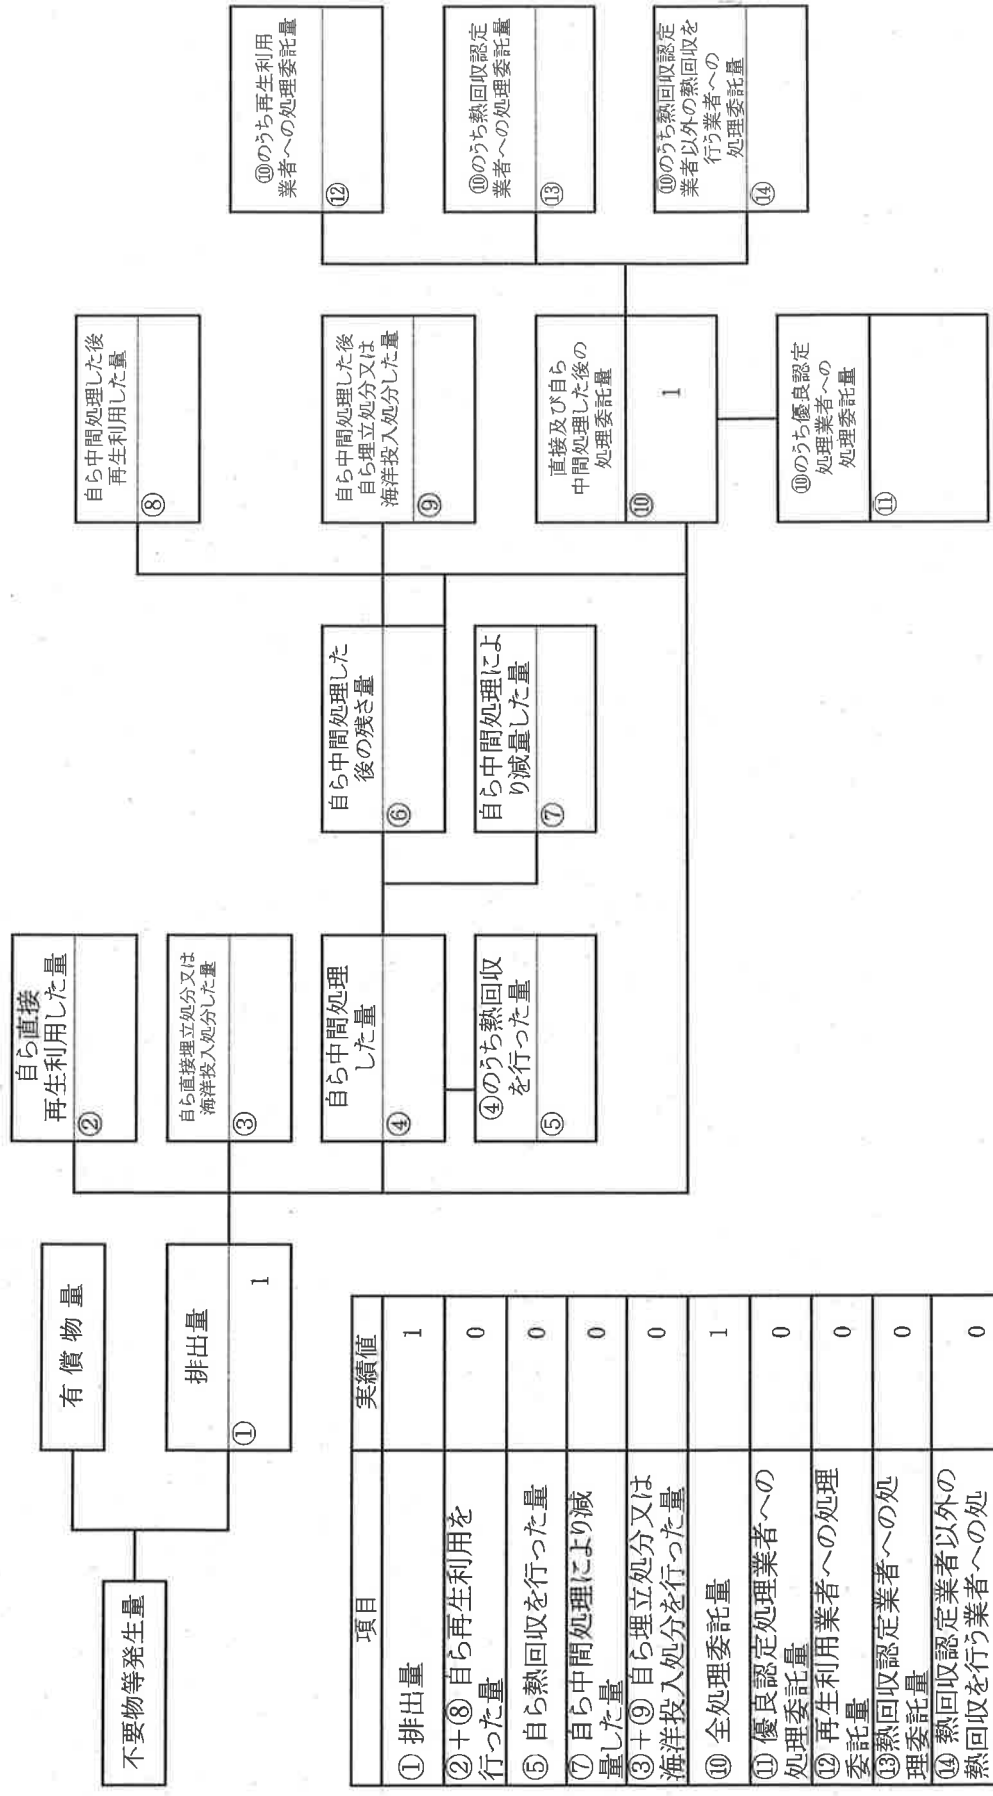 不要物等発生量
有償物量
排出量
①
1
自ら直接
再生利用した量
②
自ら直接埋立処分又は
海洋投入処分した量
③
自ら中間処理
した量
④
④のうち熱回収
を行った量
⑤
自ら中間処理した
後の残さ量
⑥
自ら中間処理によ
り減量した量
⑦
自ら中間処理した後
再生利用した量
⑧
自ら中間処理した後
自ら埋立処分又は
海洋投入処分した量
⑨
直接及び自ら
中間処理した後の
処理委託量
⑩
1
⑩のうち優良認定
処理業者への
処理委託量
⑪
⑩のうち再生利用
業者への処理委託量
⑫
⑩のうち熱回収認定
業者への処理委託量
⑬
⑩のうち熱回収認定
業者以外の熱回収を
行う業者への
処理委託量
⑭
項目 実績値
① 排出量 1
②+⑧ 自ら再生利用を
行った量 0
⑤ 自ら熱回収を行った量 0
⑦ 自ら中間処理により減
量した量 0
③+⑨ 自ら埋立処分又は
海洋投入処分を行った量 0
⑩ 全処理委託量 1
⑪ 優良認定処理業者への
処理委託量 0
⑫ 再生利用業者への処理
委託量 0
⑬熱回収認定業者への処
理委託量 0
⑭ 熱回収認定業者以外の
熱回収を行う業者への処 0